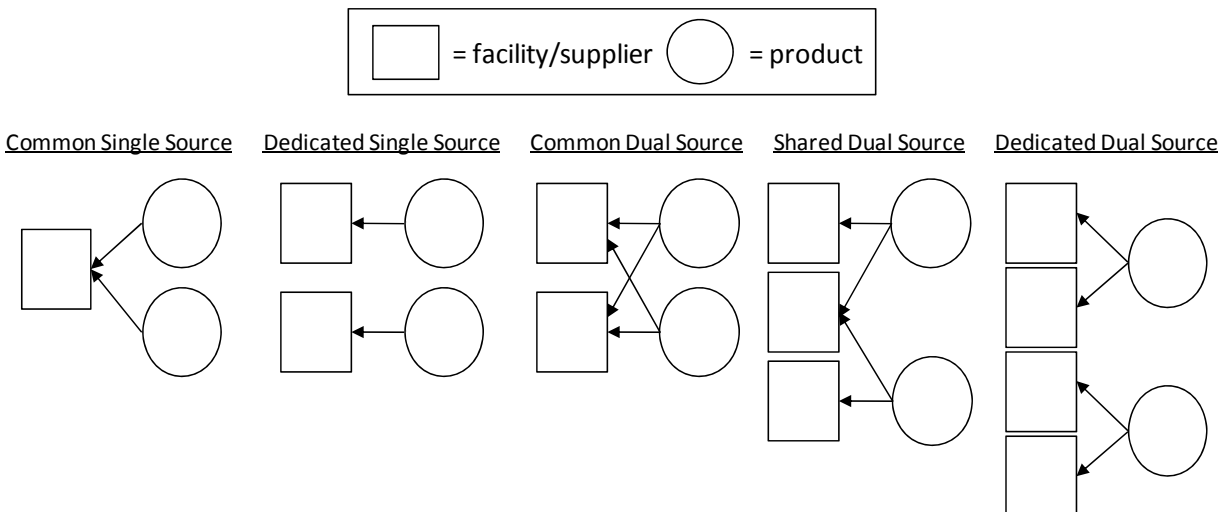 = facility/supplier = product
Common Single Source Dedicated Single Source Common Dual Source Shared Dual Source Dedicated Dual Source